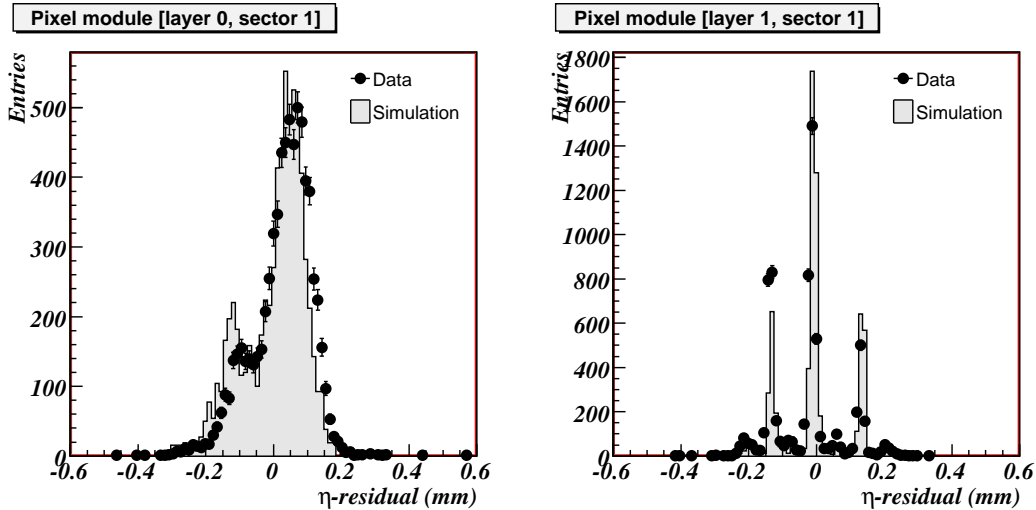 Pixel module [layer 0, sector 1]
Entries
Data
Simulation
500
400
300
200
100
0
-0.6 -0.4 -0.2 0 0.2 0.4 0.6
η-residual (mm)
Pixel module [layer 1, sector 1]
Entries
Data
Simulation
1800
1600
1400
1200
1000
800
600
400
200
0
-0.6 -0.4 -0.2 0 0.2 0.4 0.6
η-residual (mm)